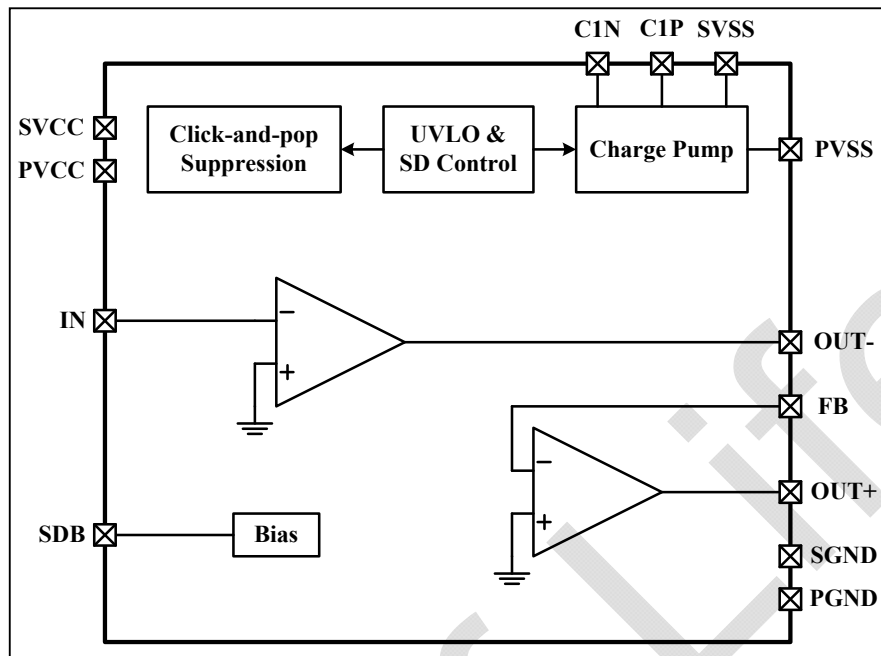 C1N C1P SVSS
SVCC
PVCC
Click-and-pop
Suppression
UVLO &
SD Control
Charge Pump
PVSS
IN
−
+
OUT-
FB
−
+
OUT+
SDB
Bias
SGND
PGND
Life